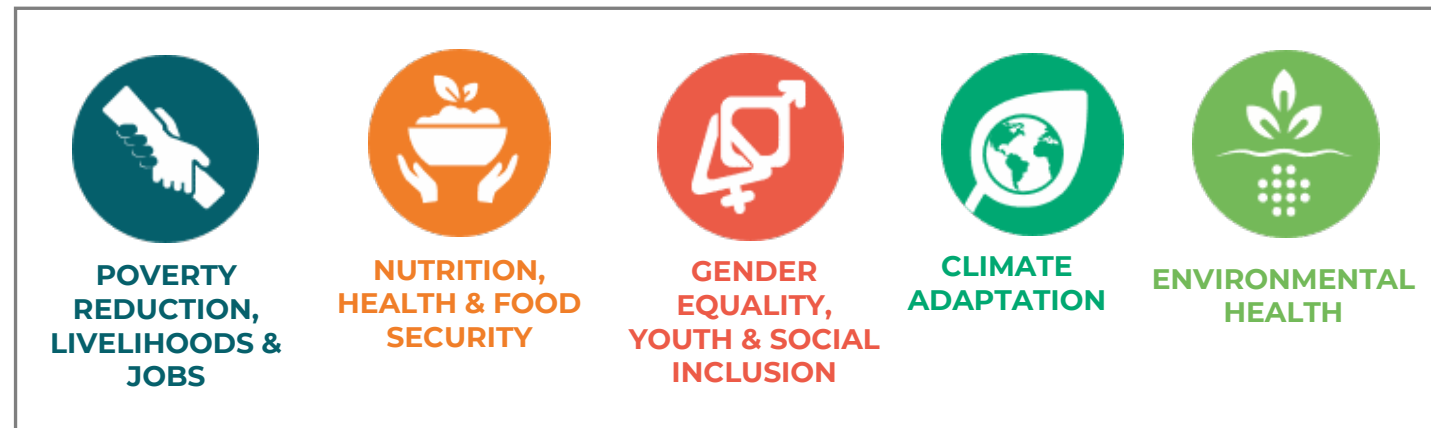 POVERTY
REDUCTION,
LIVELIHOODS &
JOBS
NUTRITION,
HEALTH & FOOD
SECURITY
GENDER
EQUALITY,
YOUTH & SOCIAL
INCLUSION
CLIMATE
ADAPTATION
ENVIRONMENTAL
HEALTH